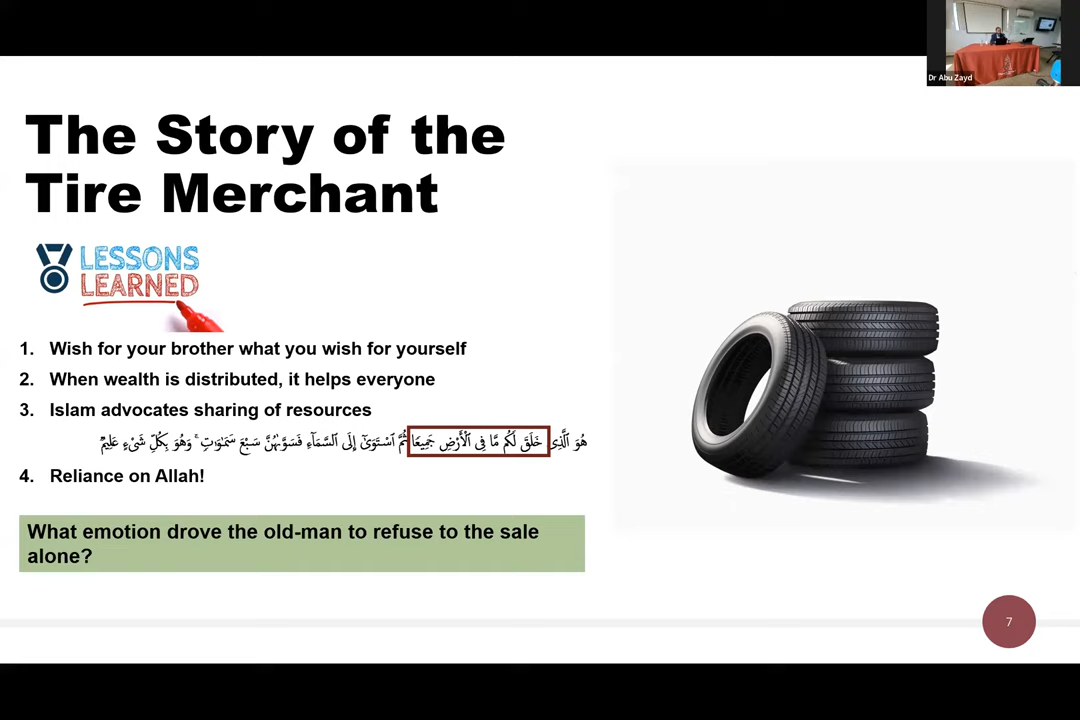 Dr Abu Zayd
The Story of the
Tire Merchant
LESSONS
LEARNED
1. Wish for your brother what you wish for yourself
2. When wealth is distributed, it helps everyone
3. Islam advocates sharing of resources
هُوَ ٱلَّذِى خَلَقَ لَكُم مَّا فِى ٱلْأَرْضِ جَمِيعًا ثُمَّ ٱسْتَوَىٰٓ إِلَى ٱلسَّمَآءِ فَسَوَّىٰهُنَّ سَبْعَ سَمَٰوَٰتٍ ۚ وَهُوَ بِكُلِّ شَىْءٍ عَلِيمٌ
4. Reliance on Allah!
What emotion drove the old-man to refuse to the sale
alone?
7